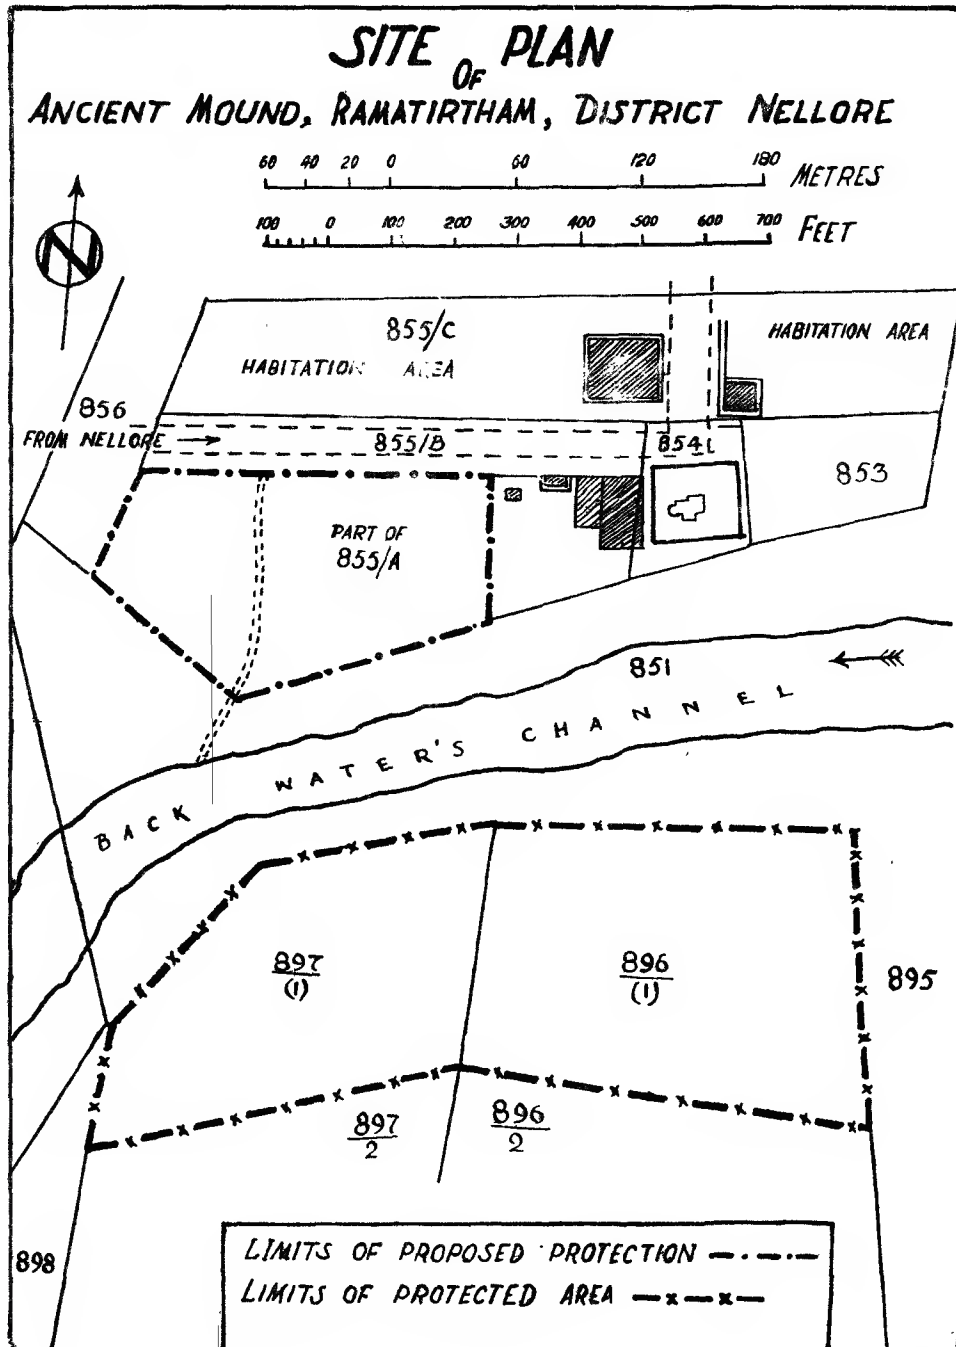 SITE OF PLAN
ANCIENT MOUND, RAMATIRTHAM, DISTRICT NELLORE
60 40 20 0 60 120 180 METRES
100 0 100 200 300 400 500 600 700 FEET
N
855/C
HABITATION AREA
HABITATION AREA
856
FROM NELLORE
855/B
854
853
PART OF
855/A
851
BACK WATER'S CHANNEL
897
(1)
896
(1)
895
897
2
896
2
898
LIMITS OF PROPOSED PROTECTION
LIMITS OF PROTECTED AREA